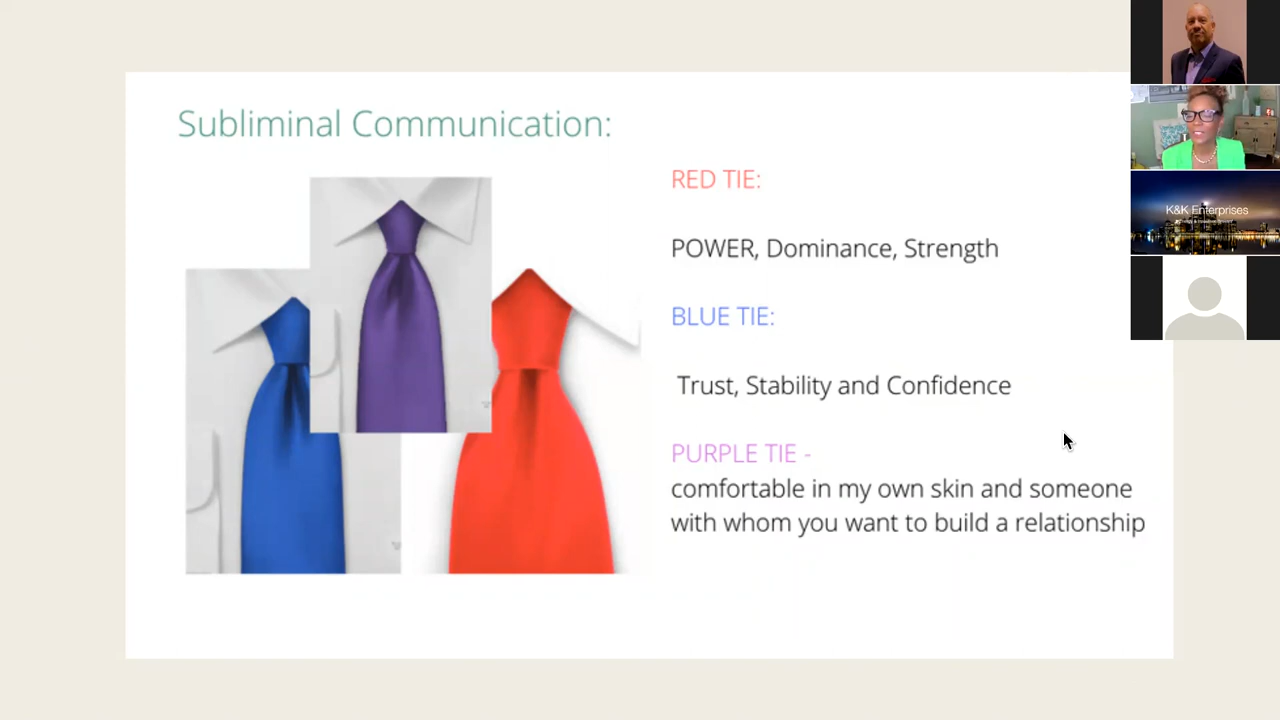 Subliminal Communication:
RED TIE:
POWER, Dominance, Strength
BLUE TIE:
Trust, Stability and Confidence
PURPLE TIE -
comfortable in my own skin and someone
with whom you want to build a relationship
K&K Enterprises